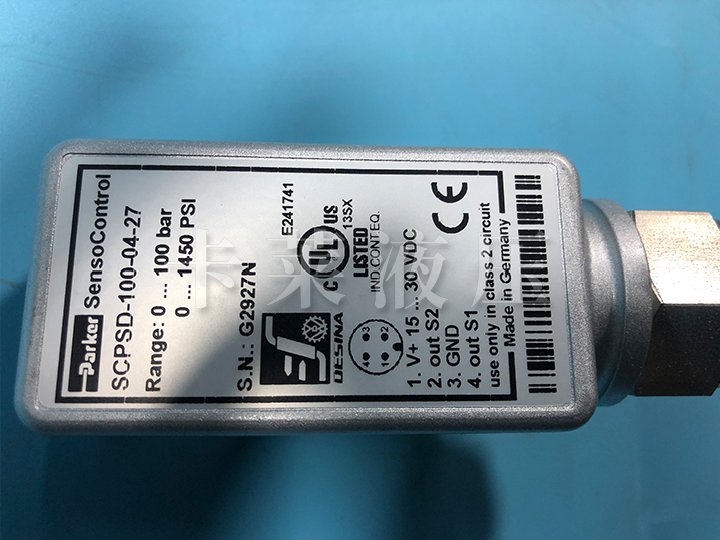 Parker SensoControl
SCPSD-100-04-27
Range: 0 ... 100 bar
0 ... 1450 PSI
S.N.: G2927N
E241741
C UL US
LISTED 13SX
IND.CONT.EQ.
DESINA
1. V+ 15 ... 30 VDC
2. out S2
3. GND
4. out S1
use only in class 2 circuit
Made in Germany
CE
卡莱液压